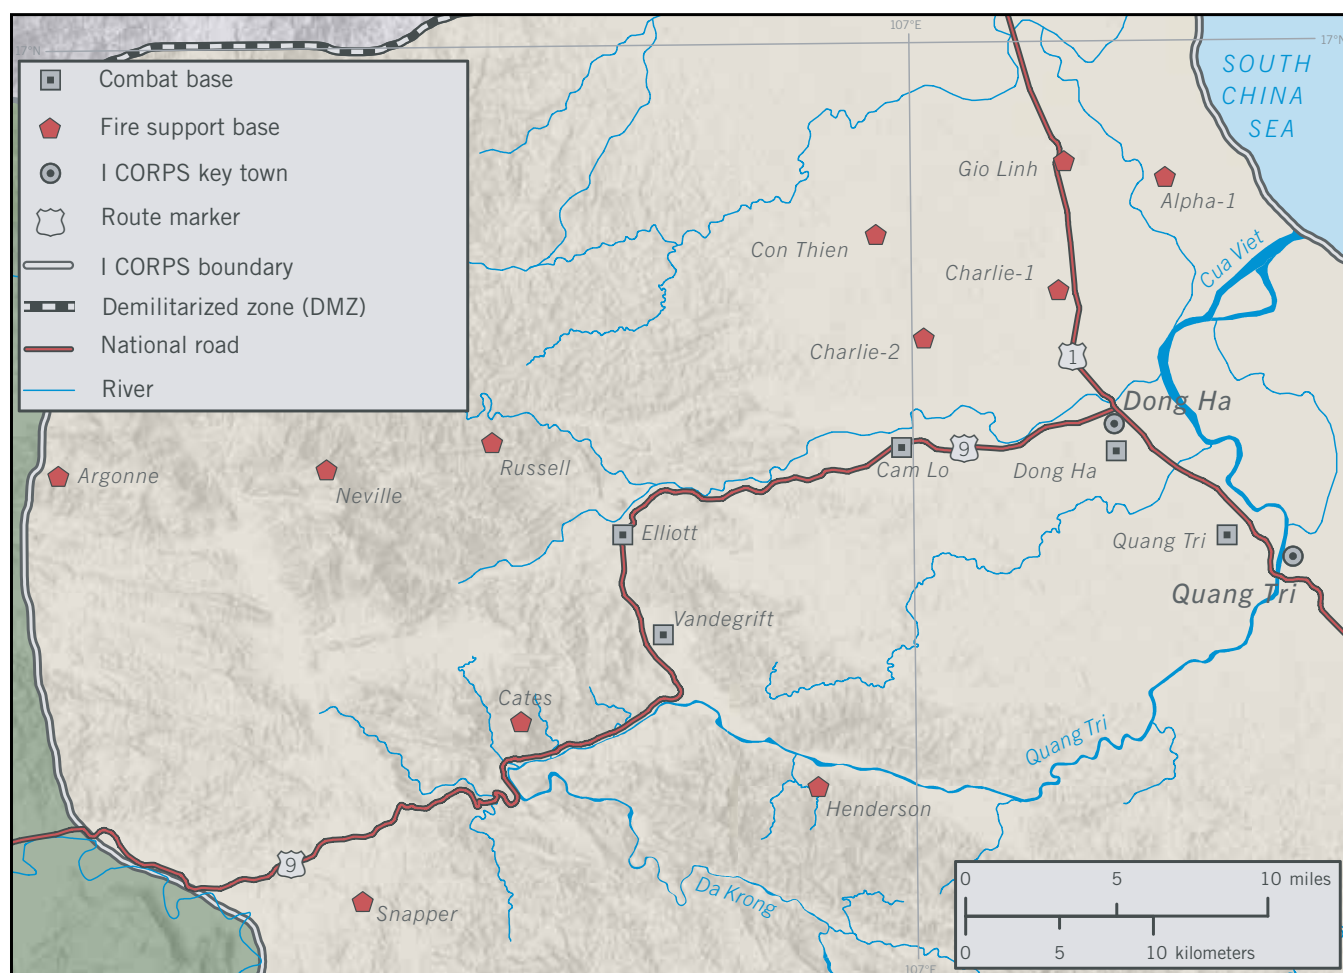 107°E
17°N
17°N
Combat base
Fire support base
I CORPS key town
Route marker
I CORPS boundary
Demilitarized zone (DMZ)
National road
River
SOUTH
CHINA
SEA
Gio Linh
Alpha-1
Con Thien
Cua Viet
Charlie-1
Charlie-2
1
Dong Ha
9
Cam Lo
Dong Ha
Argonne
Neville
Russell
Elliott
Quang Tri
Quang Tri
Vandegrift
Cates
Quang Tri
Henderson
9
Snapper
Da Krong
0 5 10 miles
0 5 10 kilometers
107°E